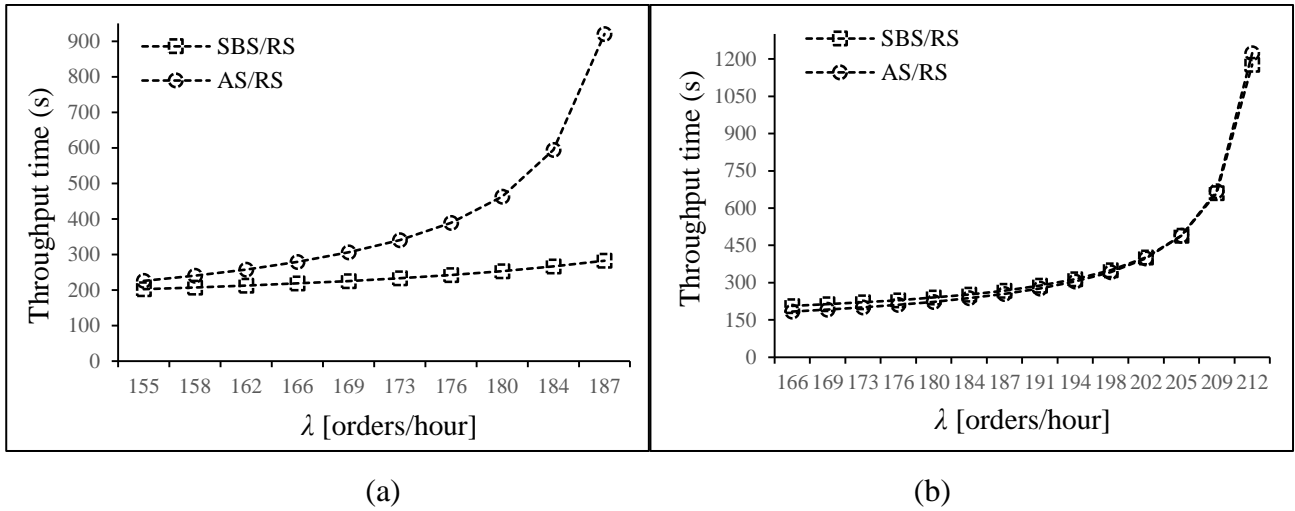 SBS/RS
AS/RS
Throughput time (s)
900
800
700
600
500
400
300
200
100
0
155 158 162 166 169 173 176 180 184 187
λ [orders/hour]
(a)
SBS/RS
AS/RS
Throughput time (s)
1200
1050
900
750
600
450
300
150
0
166 169 173 176 180 184 187 191 194 198 202 205 209 212
λ [orders/hour]
(b)